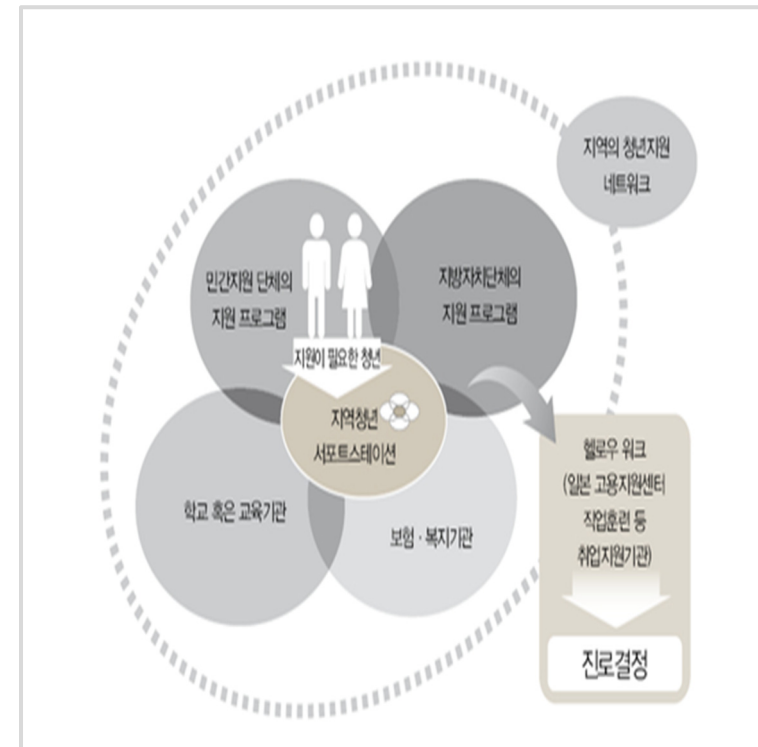 지역의 청년지원
네트워크
민간지원 단체의
지원 프로그램
지방자치단체의
지원 프로그램
지원이 필요한 청년
지역청년
서포트스테이션
학교 혹은 교육기관
보험·복지기관
헬로우 워크
(일본 고용지원센터
직업훈련 등
취업지원기관)
진로결정